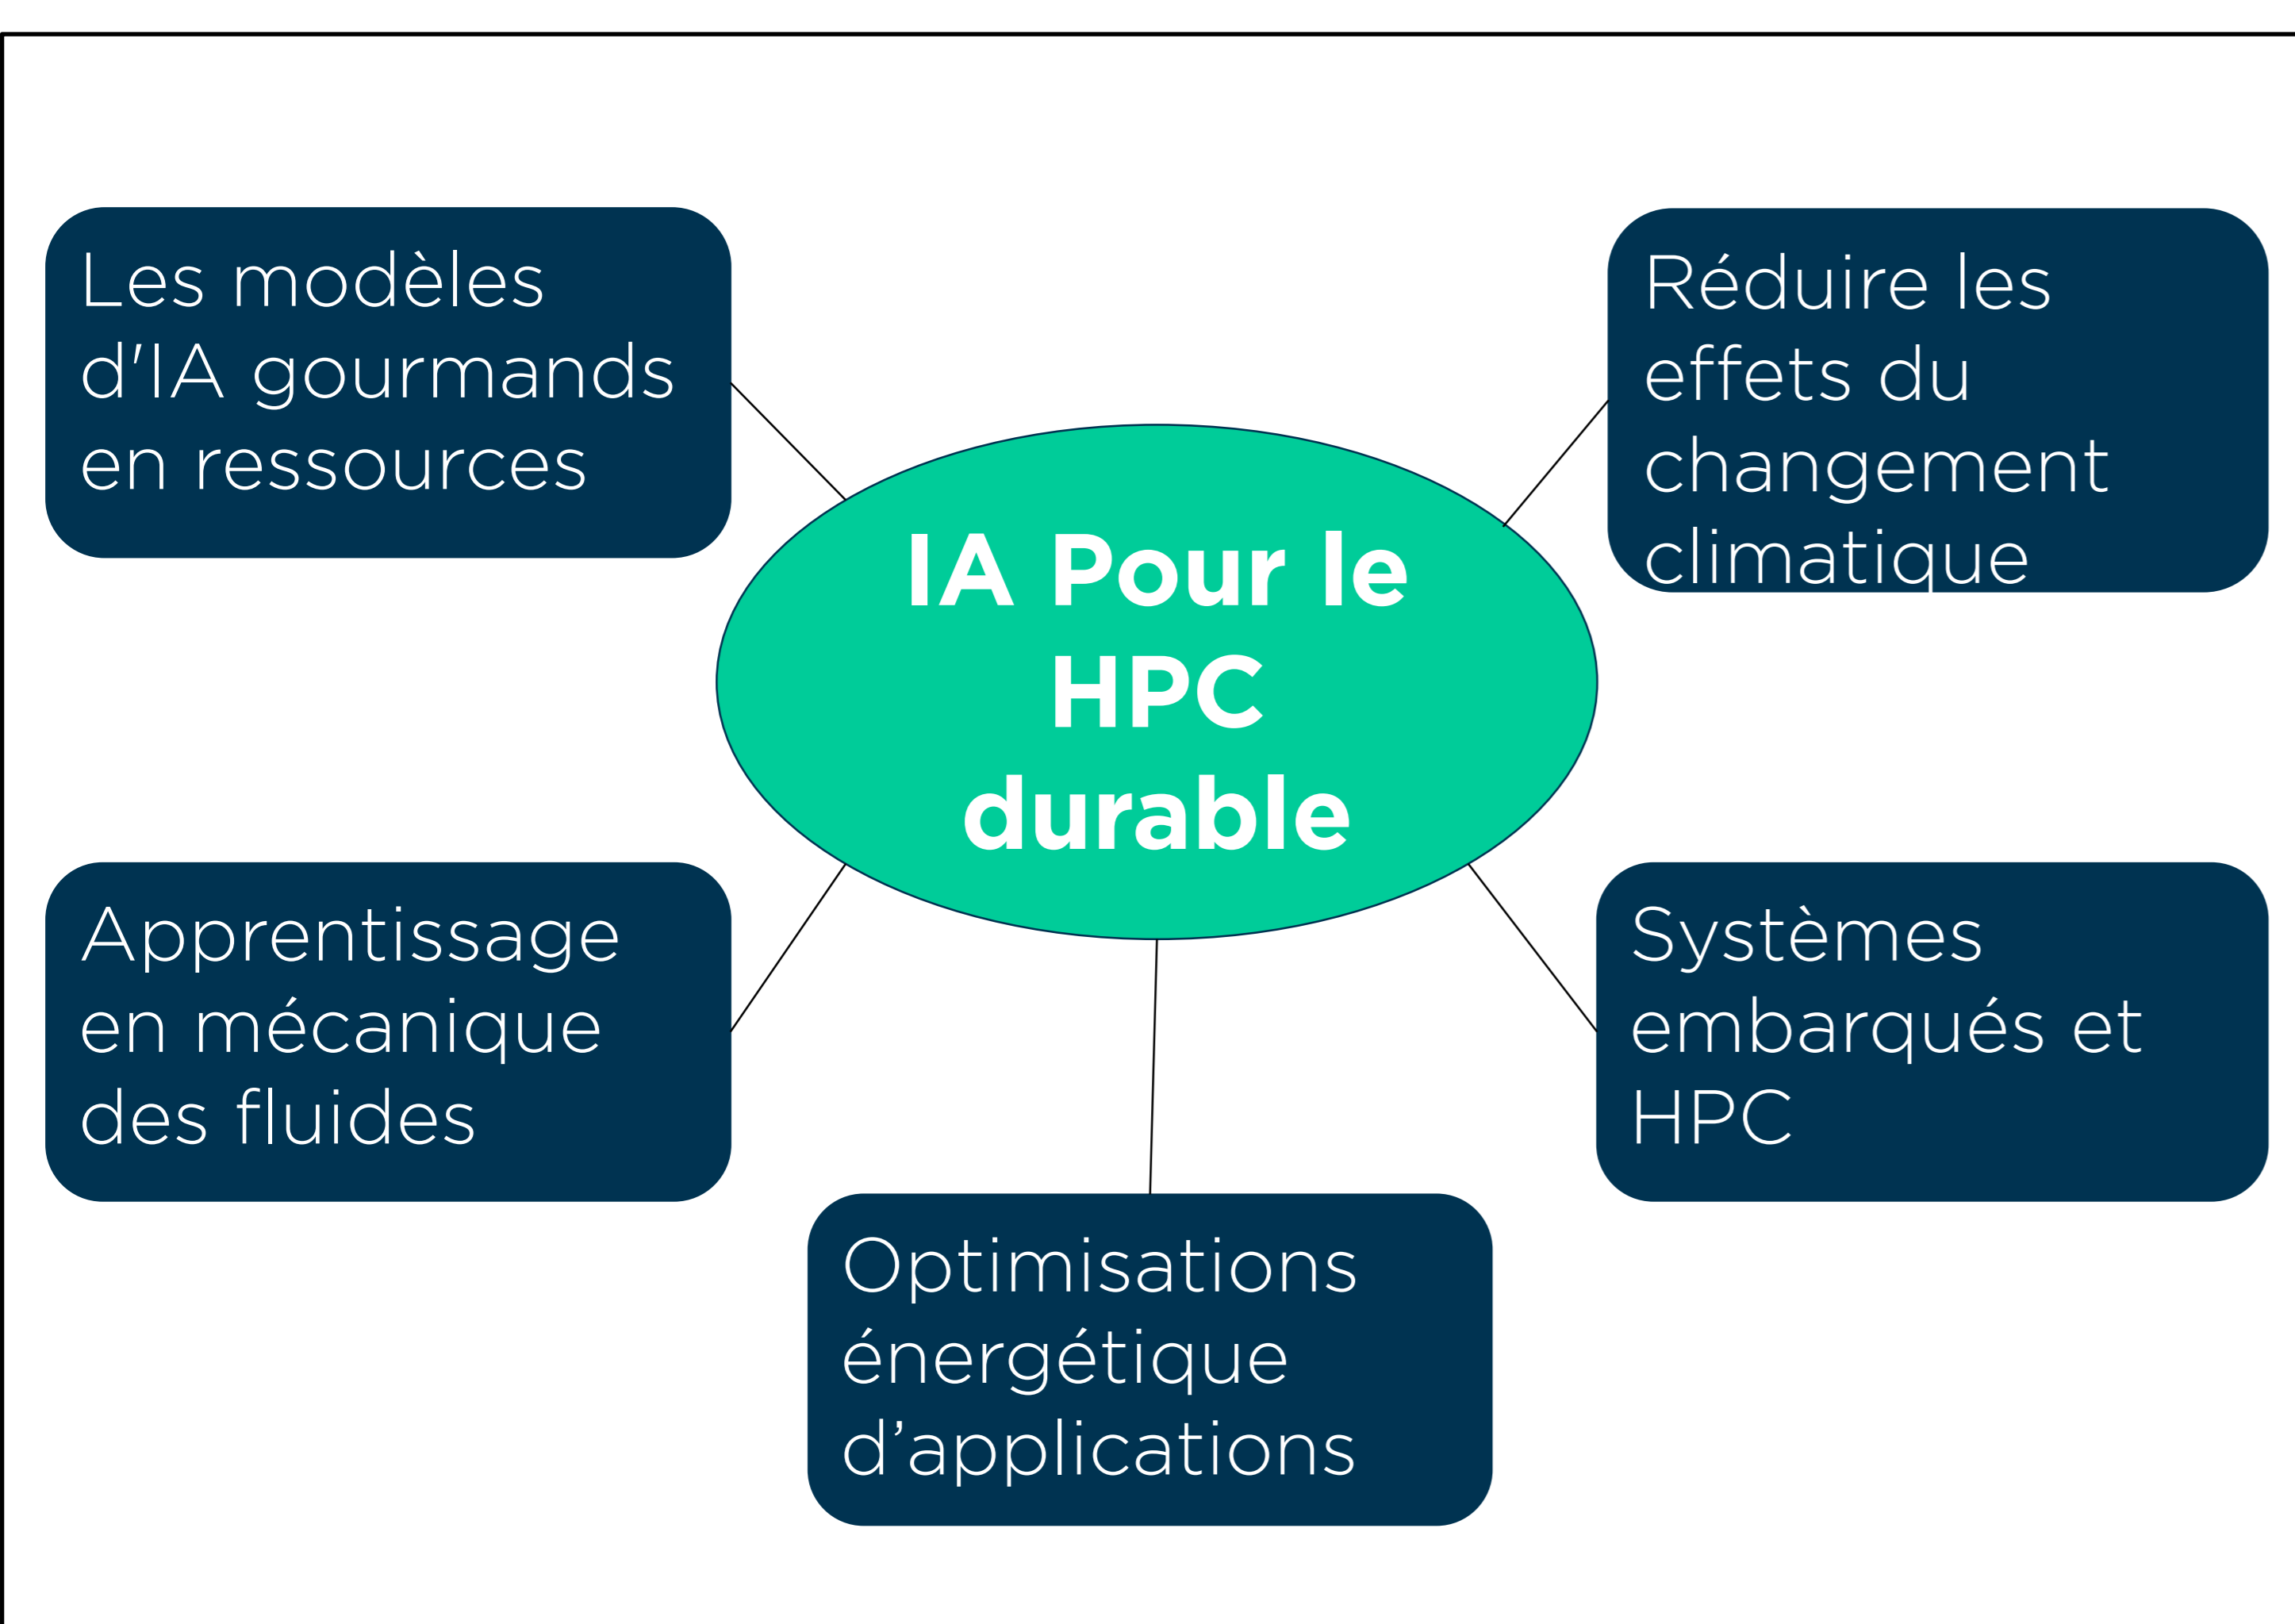 Les modèles
d'IA gourmands
en ressources
Réduire les
effets du
changement
climatique
IA Pour le
HPC
durable
Apprentissage
en mécanique
des fluides
Systèmes
embarqués et
HPC
Optimisations
énergétique
d’applications